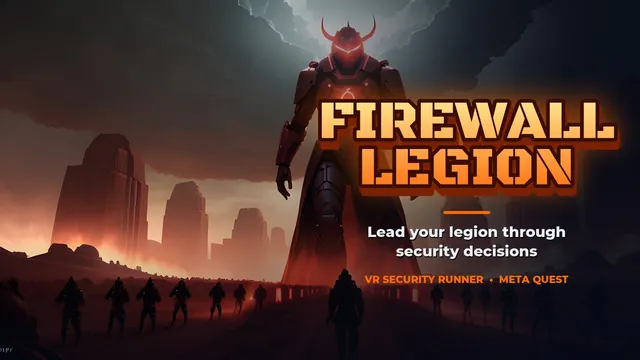 FIREWALL
LEGION
Lead your legion through
security decisions
VR SECURITY RUNNER • META QUEST